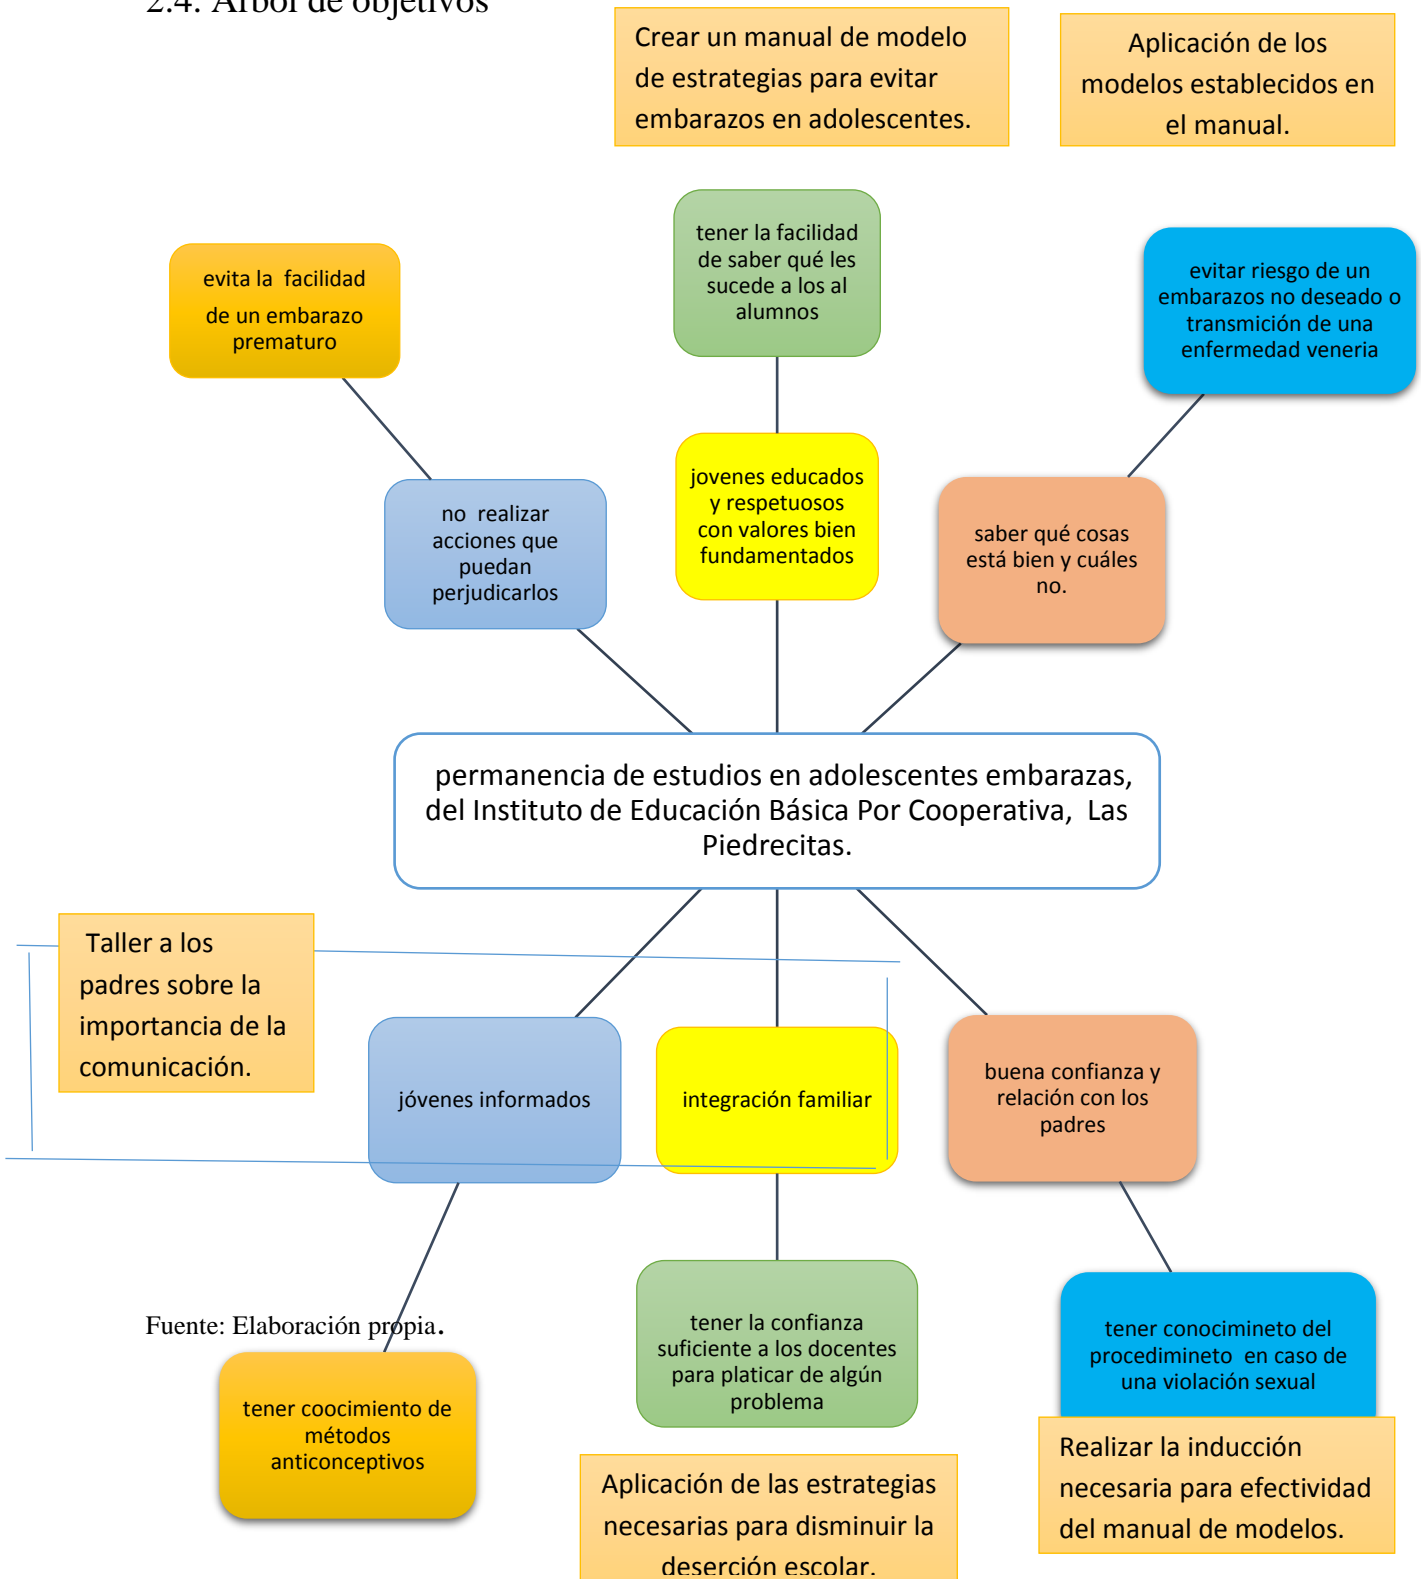 2.4. Árbol de objetivos
Crear un manual de modelo
de estrategias para evitar
embarazos en adolescentes.
Aplicación de los
modelos establecidos en
el manual.
evita la  facilidad
de un embarazo
prematuro
tener la facilidad
de saber qué les
sucede a los al
alumnos
evitar riesgo de un
embarazos no deseado o
transmición de una
enfermedad veneria
no  realizar
acciones que
puedan
perjudicarlos
jovenes educados
y respetuosos
con valores bien
fundamentados
saber qué cosas
está bien y cuáles
no.
permanencia de estudios en adolescentes embarazas,
del Instituto de Educación Básica Por Cooperativa,  Las
Piedrecitas.
Taller a los
padres sobre la
importancia de la
comunicación.
jóvenes informados
integración familiar
buena confianza y
relación con los
padres
Fuente: Elaboración propia.
tener coocimiento de
métodos
anticonceptivos
tener la confianza
suficiente a los docentes
para platicar de algún
problema
tener conocimineto del
procedimineto  en caso de
una violación sexual
Aplicación de las estrategias
necesarias para disminuir la
deserción escolar.
Realizar la inducción
necesaria para efectividad
del manual de modelos.